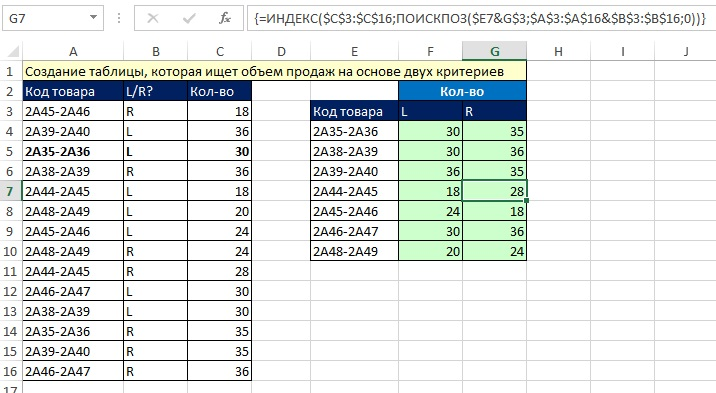 G7 {=ИНДЕКС($C$3:$C$16;ПОИСКПОЗ($E7&G$3;$A$3:$A$16&$B$3:$B$16;0))}
A B C D E F G H I J
1 Создание таблицы, которая ищет объем продаж на основе двух критериев
2 Код товара L/R? Кол-во Кол-во
3 2A45-2A46 R 18 Код товара L R
4 2A39-2A40 L 36 2A35-2A36 30 35
5 2A35-2A36 L 30 2A38-2A39 30 36
6 2A38-2A39 R 36 2A39-2A40 36 35
7 2A44-2A45 L 18 2A44-2A45 18 28
8 2A48-2A49 L 20 2A45-2A46 24 18
9 2A45-2A46 L 24 2A46-2A47 30 36
10 2A48-2A49 R 24 2A48-2A49 20 24
11 2A44-2A45 R 28
12 2A46-2A47 L 30
13 2A38-2A39 L 30
14 2A35-2A36 R 35
15 2A39-2A40 R 35
16 2A46-2A47 R 36
17